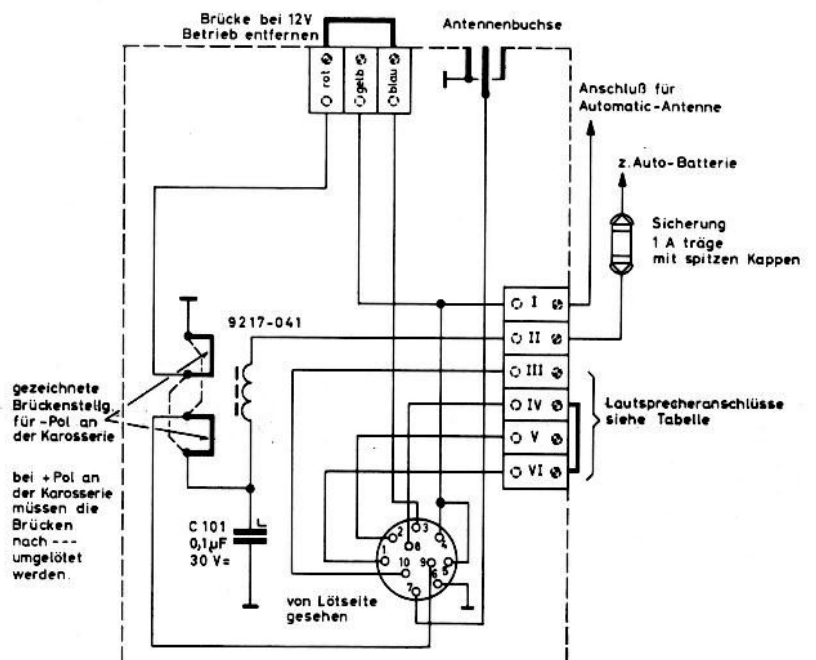 Brücke bei 12V
Betrieb entfernen
Antennenbuchse
rot
gelb
blau
Anschluß für
Automatic-Antenne
z. Auto-Batterie
Sicherung
1 A träge
mit spitzen Kappen
I
II
III
IV
V
VI
9217-041
gezeichnete
Brückenstellg.
für -Pol an
der Karosserie
Lautsprecheranschlüsse
siehe Tabelle
bei + Pol an
der Karosserie
müssen die
Brücken
nach ---
umgelötet
werden.
C 101
0,1µF
30 V=
1
2
3
4
5
6
7
8
9
10
von Lötseite
gesehen